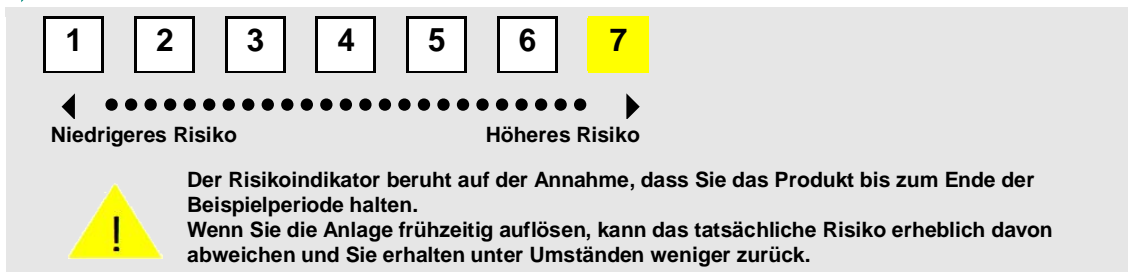 1 2 3 4 5 6 7
Niedrigeres Risiko Höheres Risiko
Der Risikoindikator beruht auf der Annahme, dass Sie das Produkt bis zum Ende der
Beispielperiode halten.
!
Wenn Sie die Anlage frühzeitig auflösen, kann das tatsächliche Risiko erheblich davon
abweichen und Sie erhalten unter Umständen weniger zurück.